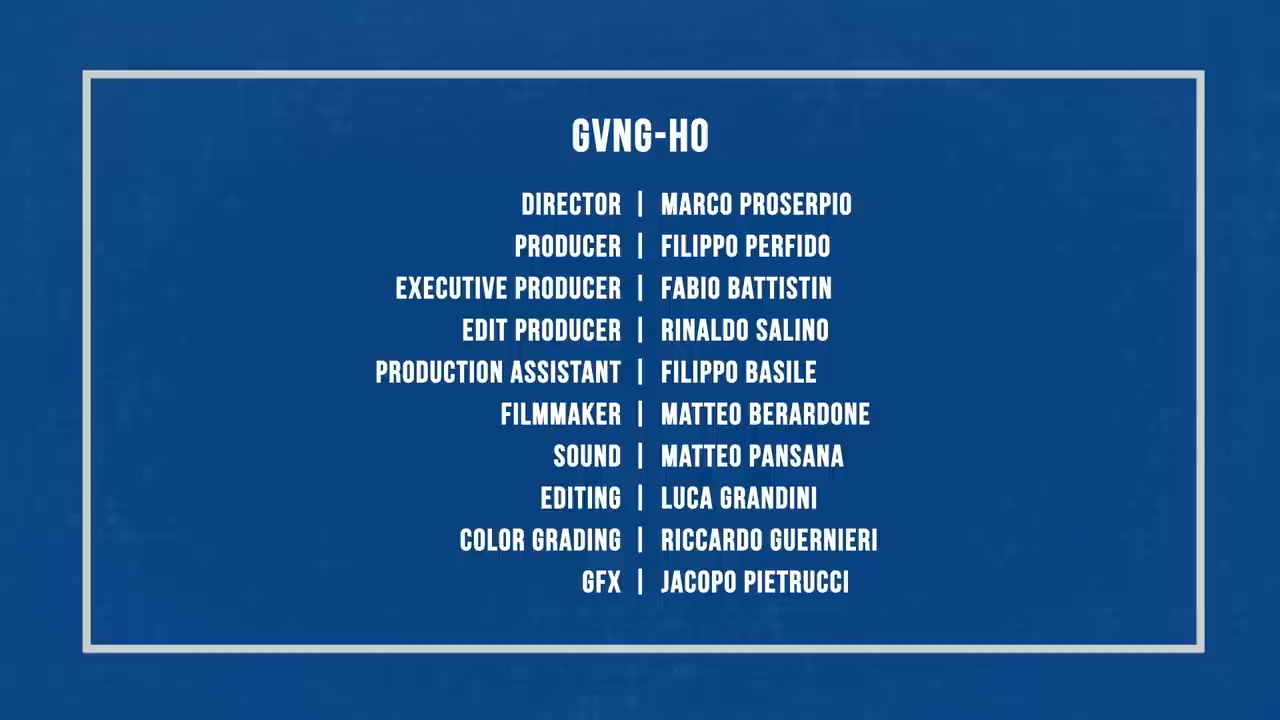 GVNG-HO
DIRECTOR | MARCO PROSERPIO
PRODUCER | FILIPPO PERFIDO
EXECUTIVE PRODUCER | FABIO BATTISTIN
EDIT PRODUCER | RINALDO SALINO
PRODUCTION ASSISTANT | FILIPPO BASILE
FILMMAKER | MATTEO BERARDONE
SOUND | MATTEO PANSANA
EDITING | LUCA GRANDINI
COLOR GRADING | RICCARDO GUERNIERI
GFX | JACOPO PIETRUCCI